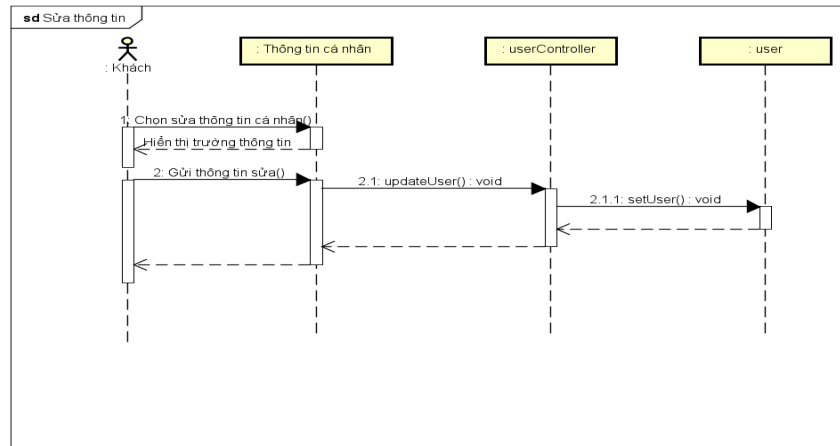 sd Sửa thông tin
: Khách
: Thông tin cá nhân
: userController
: user
1: Chọn sửa thông tin cá nhân()
Hiển thị trường thông tin
2: Gửi thông tin sửa()
2.1: updateUser() : void
2.1.1: setUser() : void